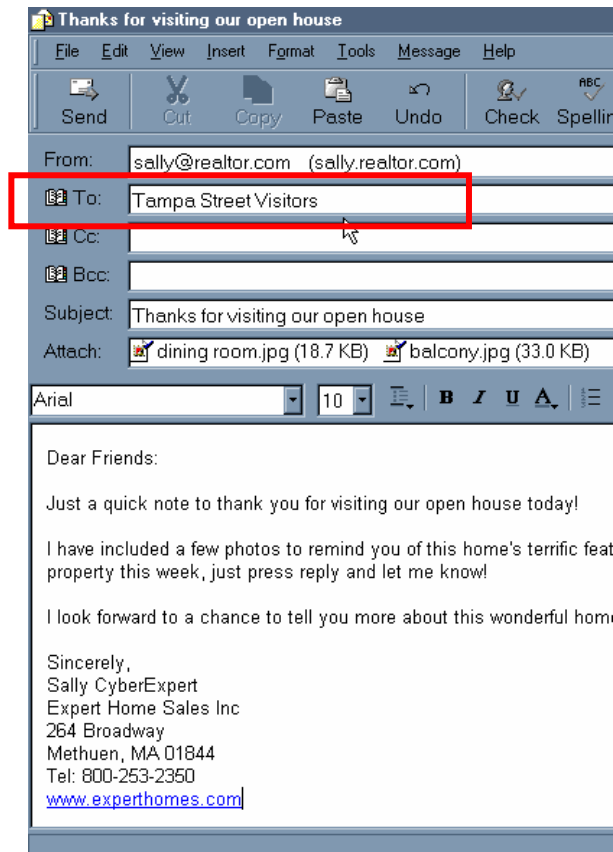 Thanks for visiting our open house
File Edit View Insert Format Tools Message Help
Send Cut Copy Paste Undo Check Spellin
ABC
From: sally@realtor.com (sally.realtor.com)
To: Tampa Street Visitors
Cc:
Bcc:
Subject: Thanks for visiting our open house
Attach: dining room.jpg (18.7 KB) balcony.jpg (33.0 KB)
Arial 10 B I U A
Dear Friends:
Just a quick note to thank you for visiting our open house today!
I have included a few photos to remind you of this home's terrific feat
property this week, just press reply and let me know!
I look forward to a chance to tell you more about this wonderful home
Sincerely,
Sally CyberExpert
Expert Home Sales Inc
264 Broadway
Methuen, MA 01844
Tel: 800-253-2350
www.experthomes.com